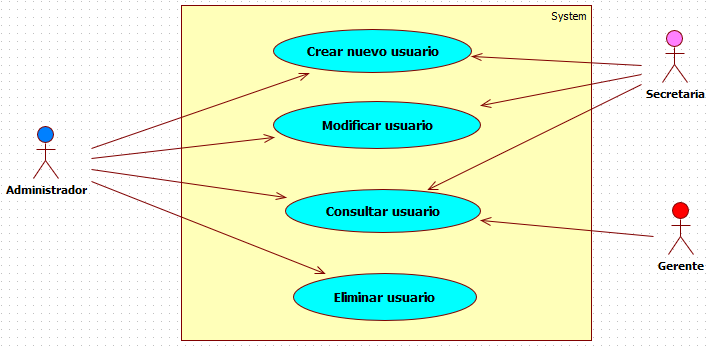 System
Crear nuevo usuario
Secretaria
Modificar usuario
Administrador
Consultar usuario
Gerente
Eliminar usuario